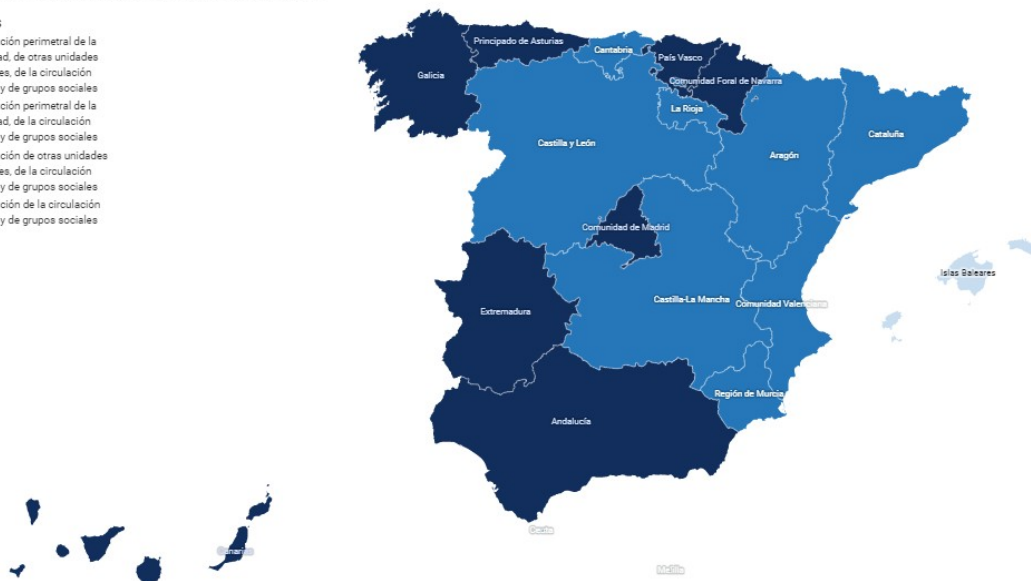 s
ción perimetral de la
ad, de otras unidades
es, de la circulación
y de grupos sociales
ción perimetral de la
ad, de la circulación
y de grupos sociales
ción de otras unidades
es, de la circulación
y de grupos sociales
ción de la circulación
y de grupos sociales
Principado de Asturias
Cantabria
País Vasco
Galicia
Comunidad Foral de Navarra
La Rioja
Cataluña
Castilla y León
Aragón
Comunidad de Madrid
Islas Baleares
Castilla-La Mancha
Comunidad Valenciana
Extremadura
Región de Murcia
Andalucía
Ceuta
Canarias
Melilla